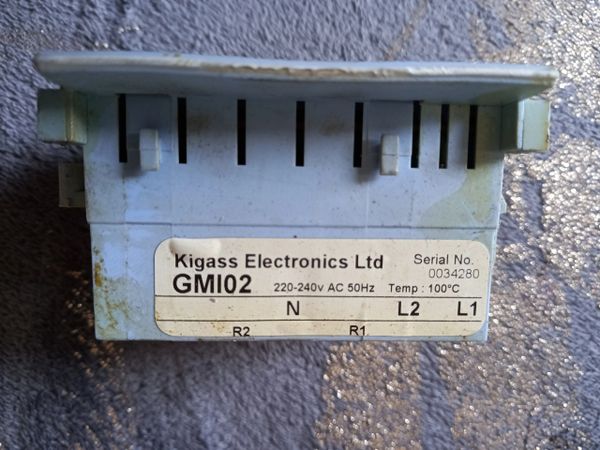 Kigass Electronics Ltd Serial No.
0034280
GMI02 220-240v AC 50Hz Temp : 100°C
N L2 L1
R2 R1